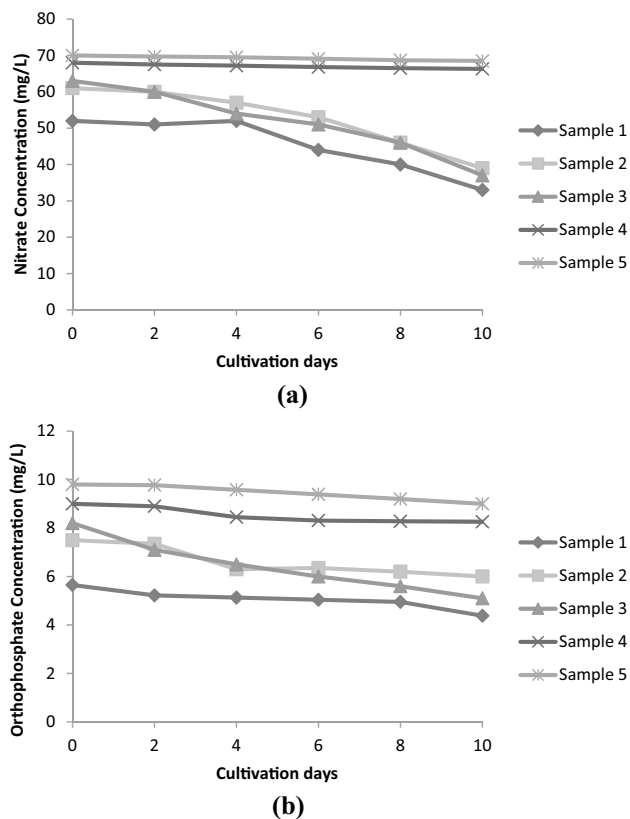 80
70
60
50
40
30
20
10
0
Nitrate Concentration (mg/L)
0 2 4 6 8 10
Cultivation days
Sample 1
Sample 2
Sample 3
Sample 4
Sample 5
(a)
12
10
8
6
4
2
0
Orthophosphate Concentration (mg/L)
0 2 4 6 8 10
Cultivation days
Sample 1
Sample 2
Sample 3
Sample 4
Sample 5
(b)